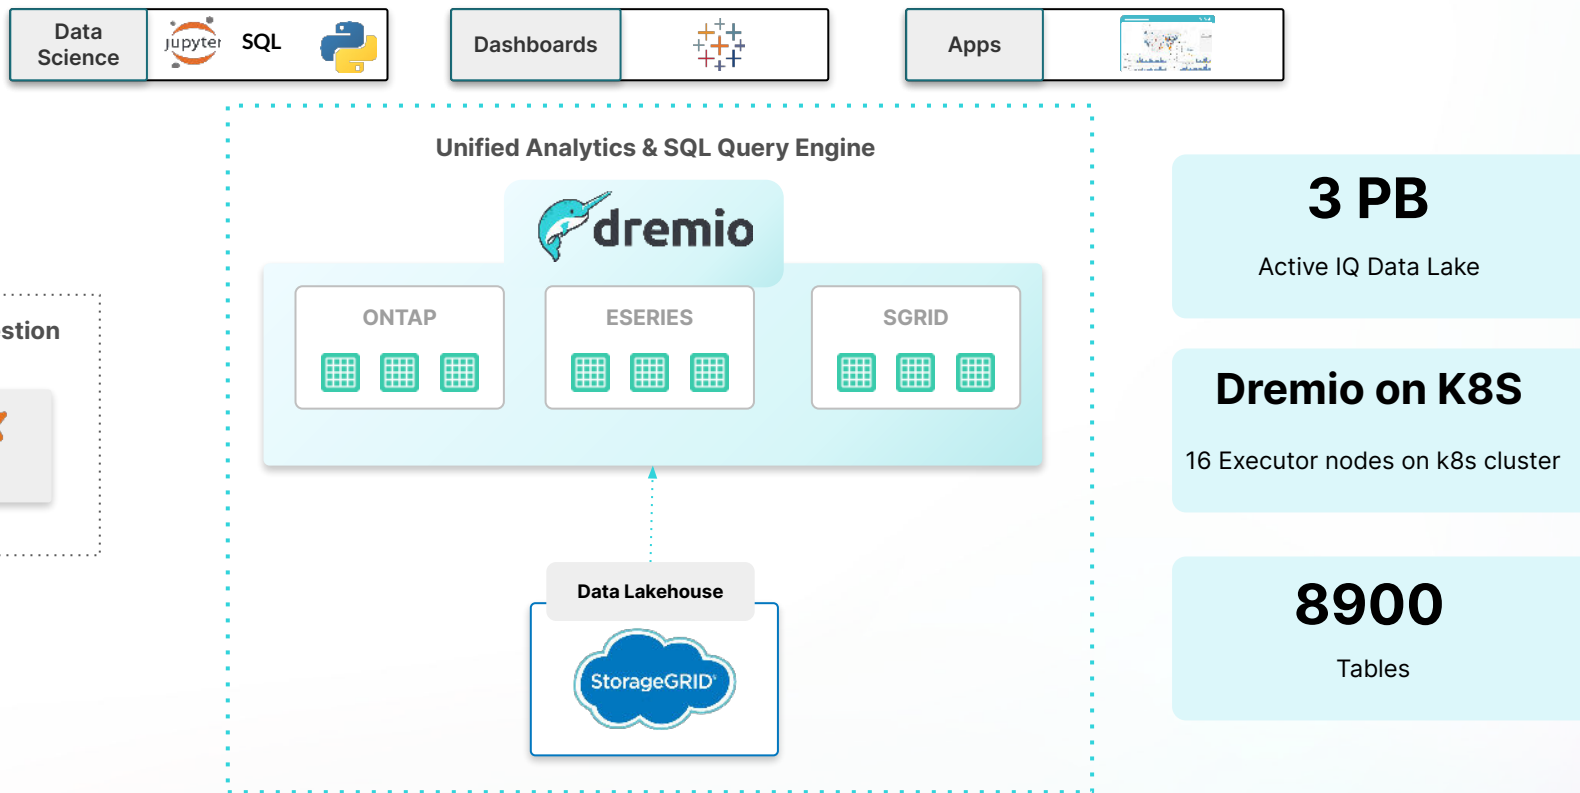 Data
Science
jupyter
SQL
Dashboards
Apps
Unified Analytics & SQL Query Engine
dremio
ONTAP
ESERIES
SGRID
stion
Data Lakehouse
StorageGRID
3 PB
Active IQ Data Lake
Dremio on K8S
16 Executor nodes on k8s cluster
8900
Tables